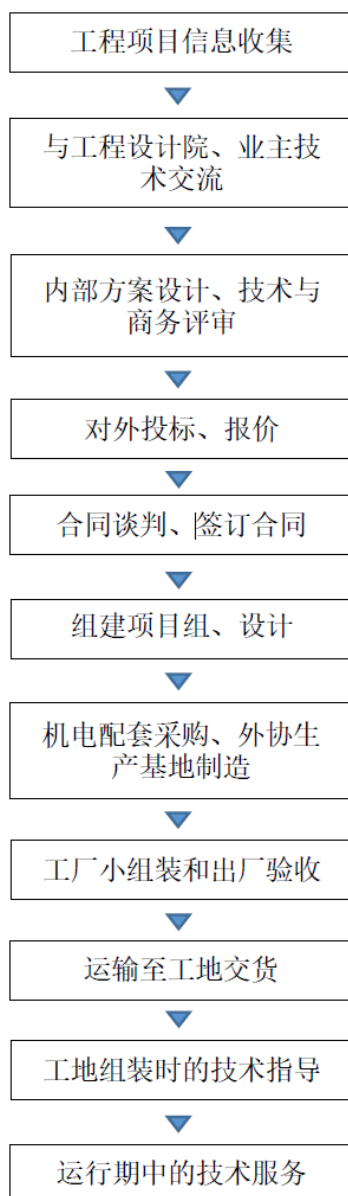 工程项目信息收集
与工程设计院、业主技
术交流
内部方案设计、技术与
商务评审
对外投标、报价
合同谈判、签订合同
组建项目组、设计
机电配套采购、外协生
产基地制造
工厂小组装和出厂验收
运输至工地交货
工地组装时的技术指导
运行期中的技术服务